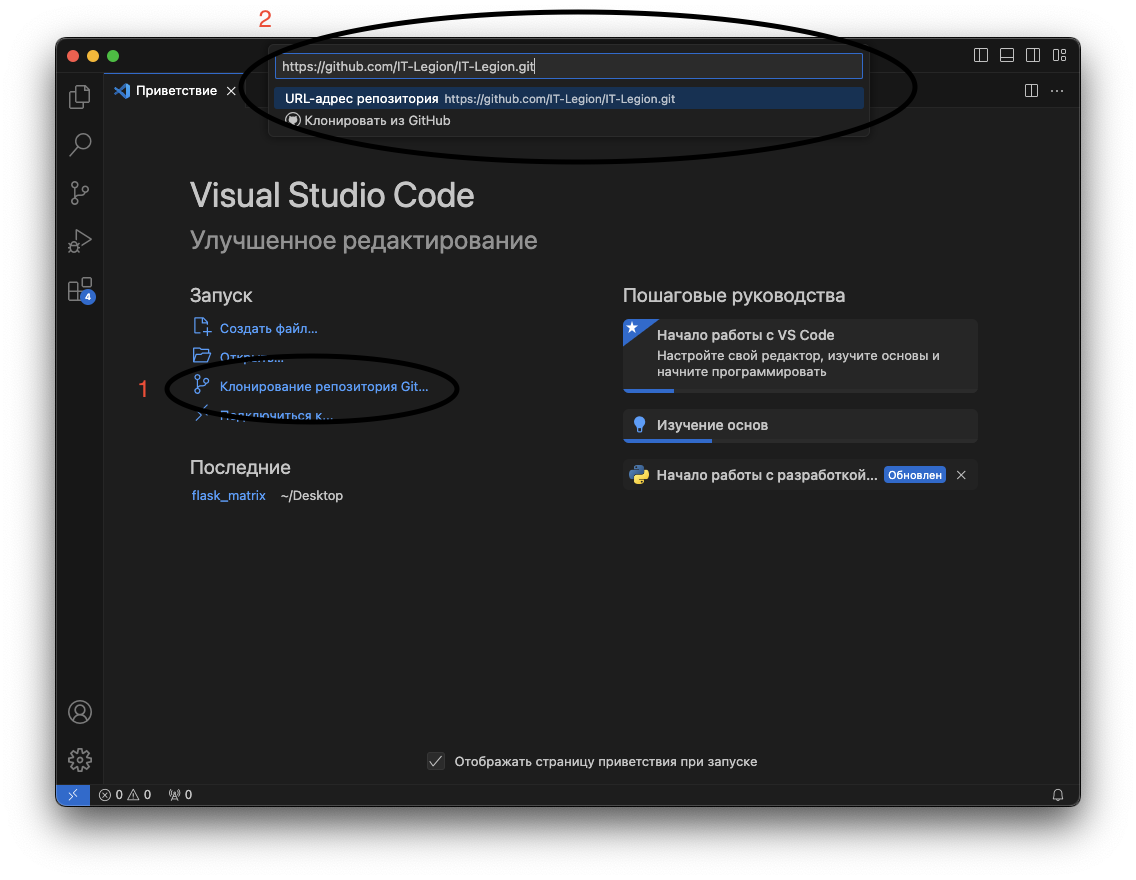 2
https://github.com/IT-Legion/IT-Legion.git
Приветствие
URL-адрес репозитория https://github.com/IT-Legion/IT-Legion.git
Клонировать из GitHub
Visual Studio Code
Улучшенное редактирование
Запуск
Создать файл...
Открыть...
1
Клонирование репозитория Git...
Подключиться к...
Последние
flask_matrix ~/Desktop
Пошаговые руководства
Начало работы с VS Code
Настройте свой редактор, изучите основы и
начните программировать
Изучение основ
Начало работы с разработкой... Обновлен
4
Отображать страницу приветствия при запуске
0 0 0